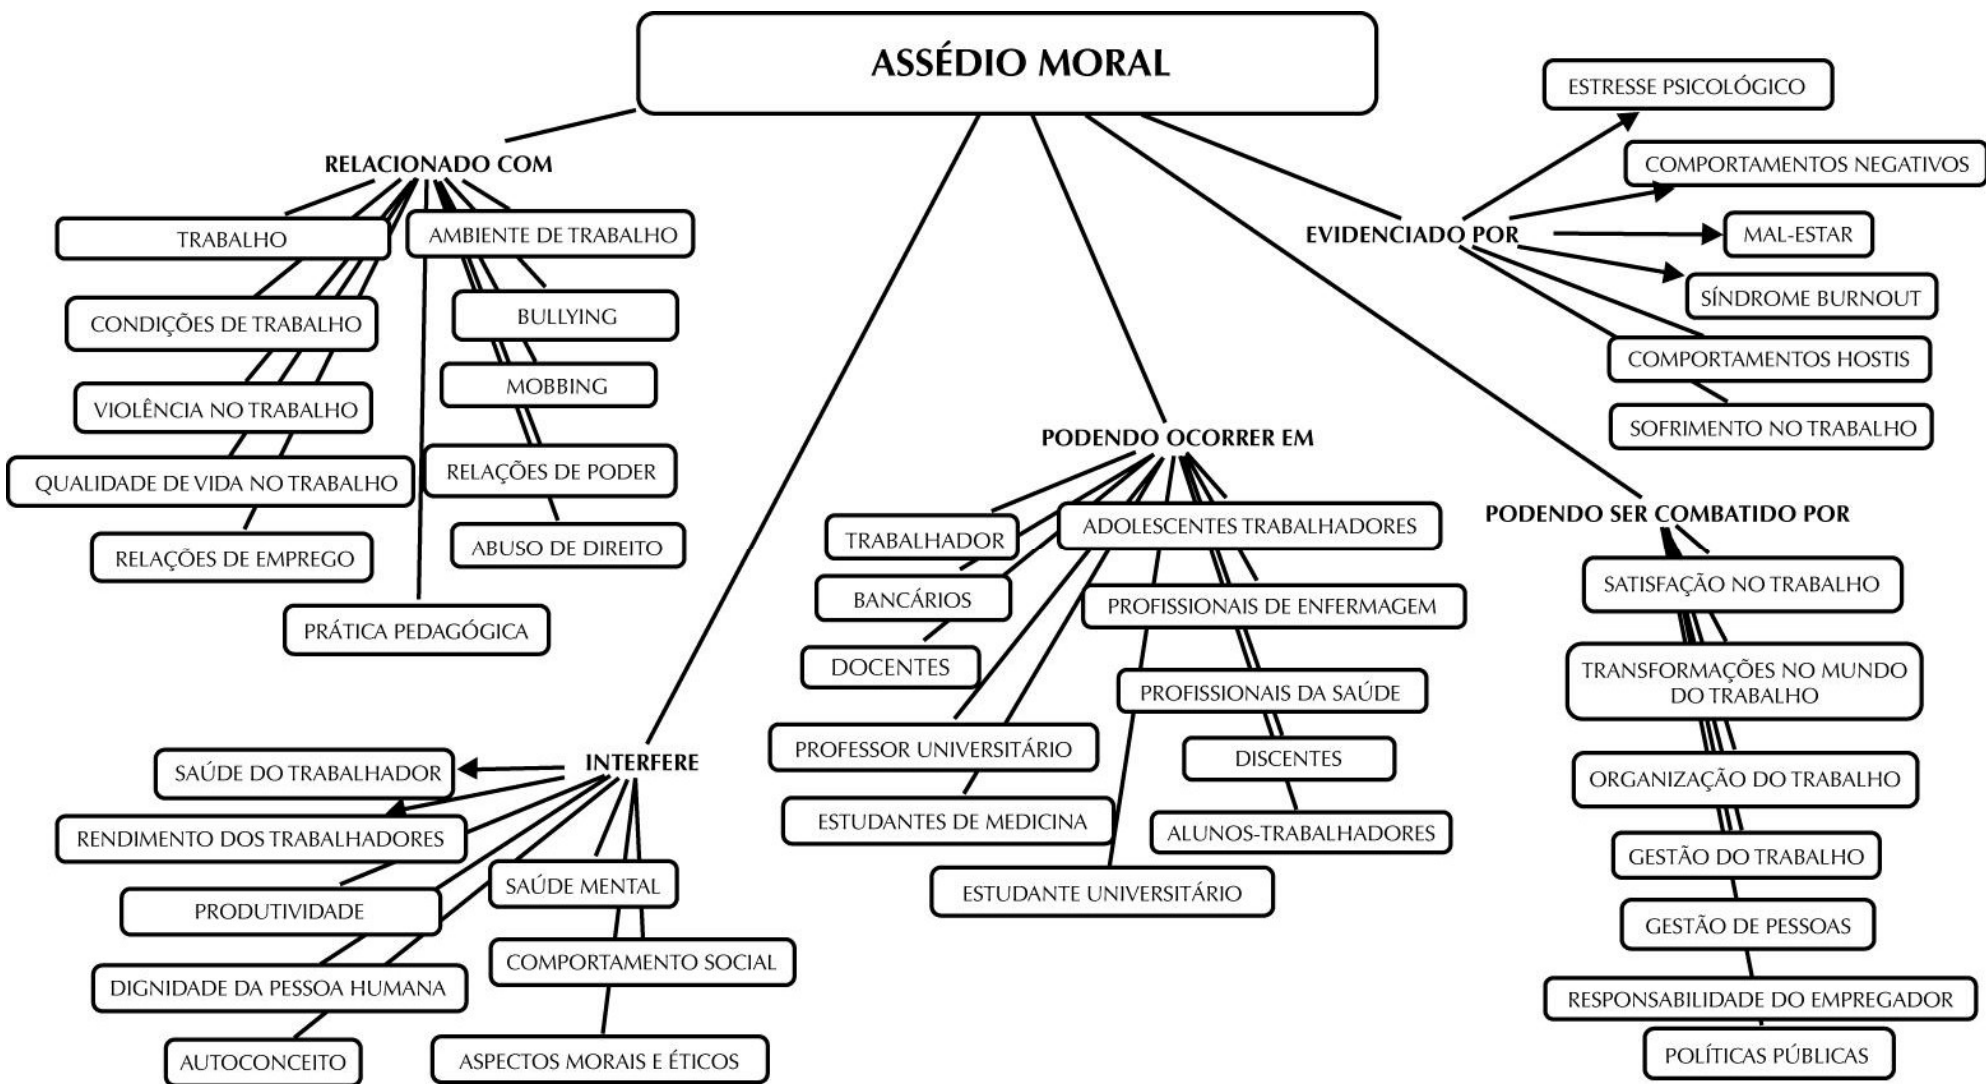 ASSÉDIO MORAL
RELACIONADO COM
TRABALHO
AMBIENTE DE TRABALHO
CONDIÇÕES DE TRABALHO
BULLYING
VIOLÊNCIA NO TRABALHO
MOBBING
QUALIDADE DE VIDA NO TRABALHO
RELAÇÕES DE PODER
RELAÇÕES DE EMPREGO
ABUSO DE DIREITO
PRÁTICA PEDAGÓGICA
INTERFERE
SAÚDE DO TRABALHADOR
RENDIMENTO DOS TRABALHADORES
PRODUTIVIDADE
SAÚDE MENTAL
DIGNIDADE DA PESSOA HUMANA
COMPORTAMENTO SOCIAL
AUTOCONCEITO
ASPECTOS MORAIS E ÉTICOS
PODENDO OCORRER EM
TRABALHADOR
ADOLESCENTES TRABALHADORES
BANCÁRIOS
PROFISSIONAIS DE ENFERMAGEM
DOCENTES
PROFISSIONAIS DA SAÚDE
PROFESSOR UNIVERSITÁRIO
DISCENTES
ESTUDANTES DE MEDICINA
ALUNOS-TRABALHADORES
ESTUDANTE UNIVERSITÁRIO
EVIDENCIADO POR
ESTRESSE PSICOLÓGICO
COMPORTAMENTOS NEGATIVOS
MAL-ESTAR
SÍNDROME BURNOUT
COMPORTAMENTOS HOSTIS
SOFRIMENTO NO TRABALHO
PODENDO SER COMBATIDO POR
SATISFAÇÃO NO TRABALHO
TRANSFORMAÇÕES NO MUNDO
DO TRABALHO
ORGANIZAÇÃO DO TRABALHO
GESTÃO DO TRABALHO
GESTÃO DE PESSOAS
RESPONSABILIDADE DO EMPREGADOR
POLÍTICAS PÚBLICAS